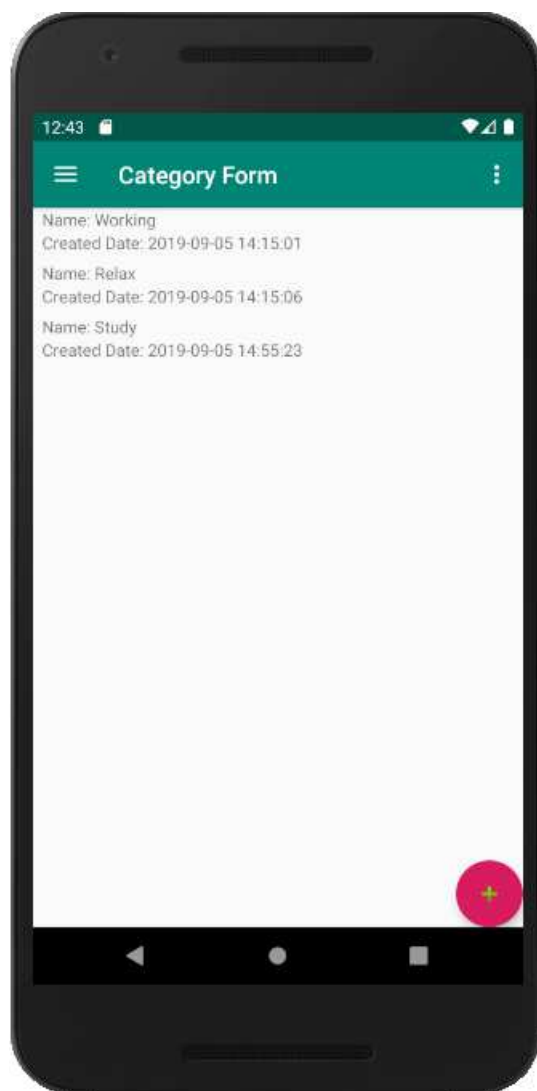 12:43
Category Form
Name: Working
Created Date: 2019-09-05 14:15:01
Name: Relax
Created Date: 2019-09-05 14:15:06
Name: Study
Created Date: 2019-09-05 14:55:23